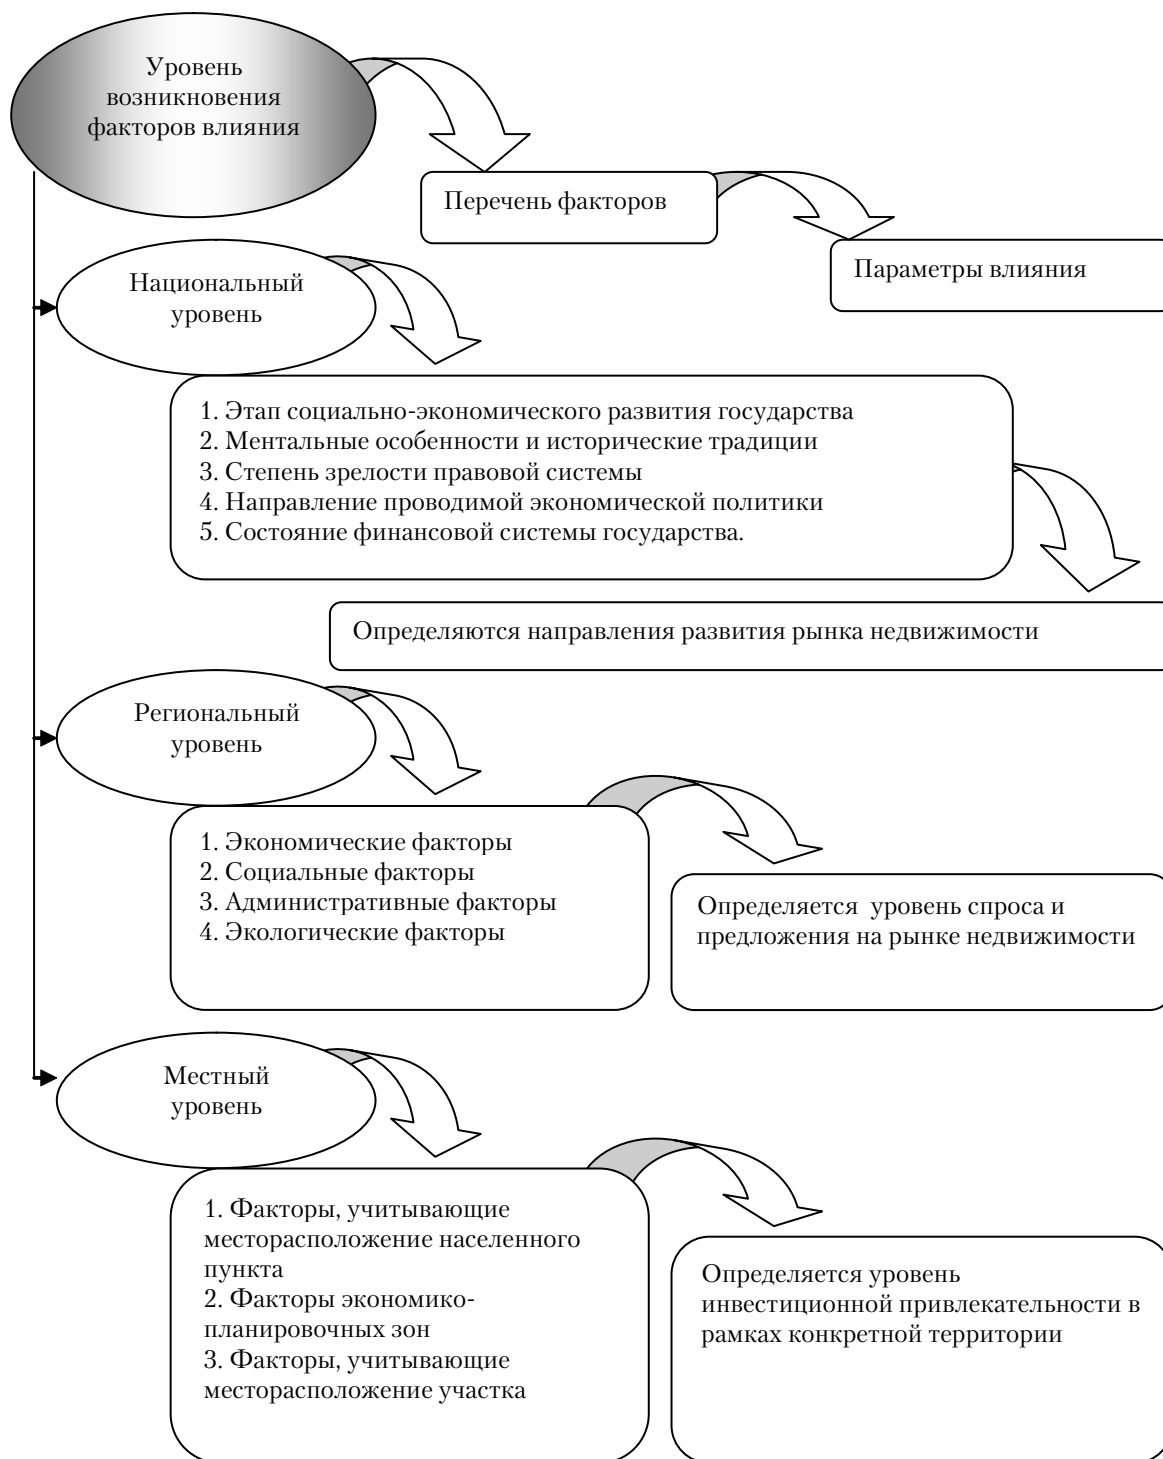 Уровень
возникновения
факторов влияния
Перечень факторов
Параметры влияния
Национальный
уровень
1. Этап социально-экономического развития государства
2. Ментальные особенности и исторические традиции
3. Степень зрелости правовой системы
4. Направление проводимой экономической политики
5. Состояние финансовой системы государства.
Определяются направления развития рынка недвижимости
Региональный
уровень
1. Экономические факторы
2. Социальные факторы
3. Административные факторы
4. Экологические факторы
Определяется  уровень спроса и
предложения на рынке недвижимости
Местный
уровень
1. Факторы, учитывающие
месторасположение населенного
пункта
2. Факторы экономико-
планировочных зон
3. Факторы, учитывающие
месторасположение участка
Определяется уровень
инвестиционной привлекательности в
рамках конкретной территории